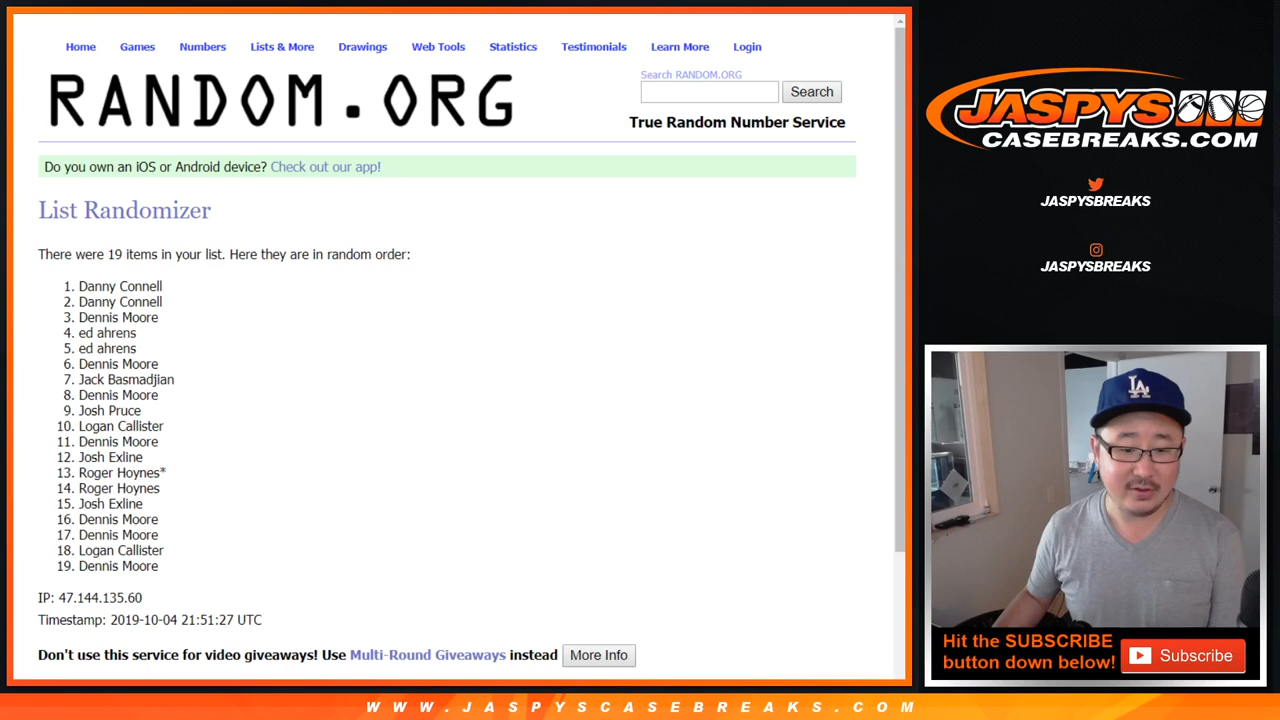 Home Games Numbers Lists & More Drawings Web Tools Statistics Testimonials Learn More Login
RANDOM.ORG
Search RANDOM.ORG
Search
True Random Number Service
Do you own an iOS or Android device? Check out our app!
List Randomizer
There were 19 items in your list. Here they are in random order:
1. Danny Connell
2. Danny Connell
3. Dennis Moore
4. ed ahrens
5. ed ahrens
6. Dennis Moore
7. Jack Basmadjian
8. Dennis Moore
9. Josh Pruce
10. Logan Callister
11. Dennis Moore
12. Josh Exline
13. Roger Hoynes*
14. Roger Hoynes
15. Josh Exline
16. Dennis Moore
17. Dennis Moore
18. Logan Callister
19. Dennis Moore
IP: 47.144.135.60
Timestamp: 2019-10-04 21:51:27 UTC
Don't use this service for video giveaways! Use Multi-Round Giveaways instead More Info
JASPYS
CASEBREAKS.COM
JASPYSBREAKS
JASPYSBREAKS
LA
Hit the SUBSCRIBE
button down below!
Subscribe
WWW.JASPYSCASEBREAKS.COM